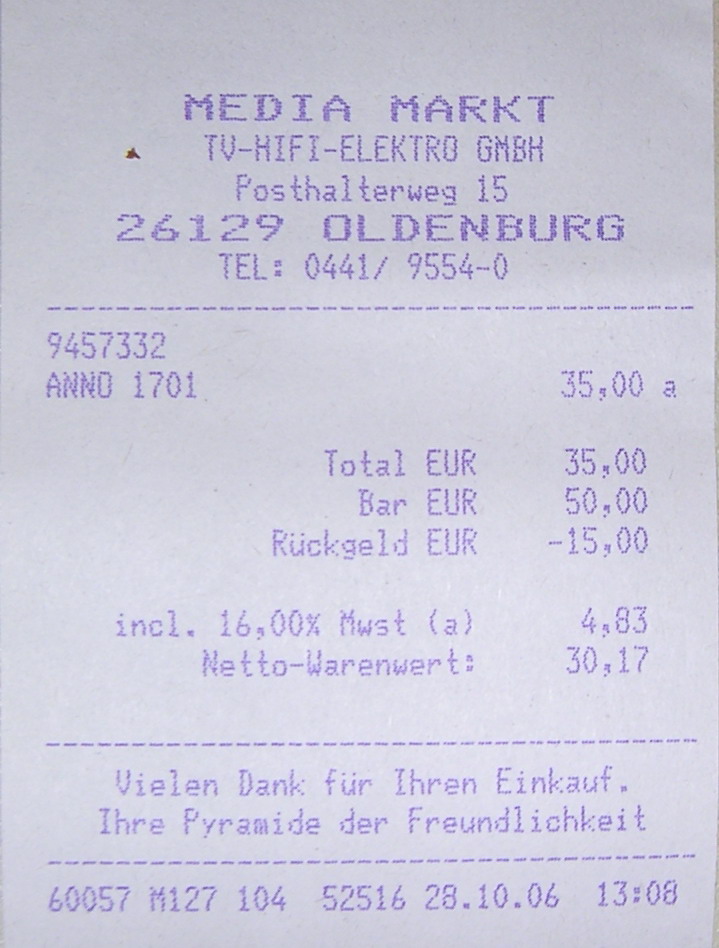 MEDIA MARKT
TV-HIFI-ELEKTRO GMBH
Posthalterweg 15
26129 OLDENBURG
TEL: 0441/ 9554-0
9457332
ANNO 1701 35,00 a
Total EUR 35,00
Bar EUR 50,00
Rückgeld EUR -15,00
incl. 16,00% Mwst (a) 4,83
Netto-Warenwert: 30,17
Vielen Dank für Ihren Einkauf.
Ihre Pyramide der Freundlichkeit
60057 M127 104 52516 28.10.06 13:08